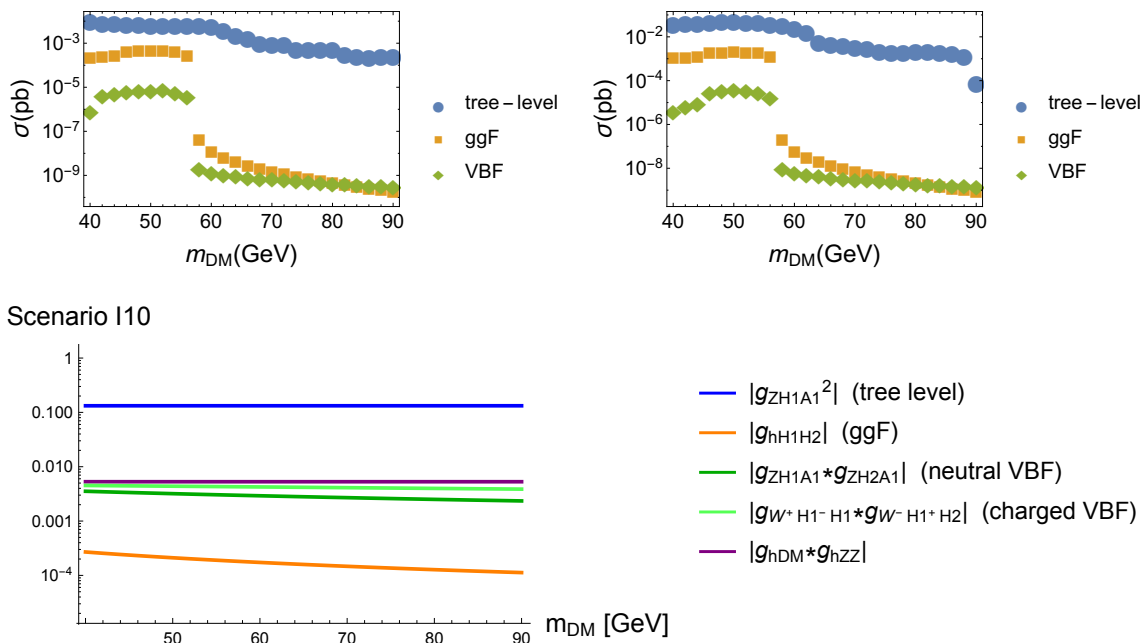 10⁻³
10⁻⁵
10⁻⁷
10⁻⁹
σ(pb)
40 50 60 70 80 90
m_DM(GeV)
tree−level
ggF
VBF
10⁻²
10⁻⁴
10⁻⁶
10⁻⁸
σ(pb)
40 50 60 70 80 90
m_DM(GeV)
tree−level
ggF
VBF
Scenario I10
1
0.100
0.010
0.001
10⁻⁴
50 60 70 80 90
m_DM [GeV]
|g_ZH1A1²| (tree level)
|g_hH1H2| (ggF)
|g_ZH1A1*g_ZH2A1| (neutral VBF)
|g_W⁺ H1⁻ H1*g_W⁻ H1⁺ H2| (charged VBF)
|g_hDM*g_hZZ|